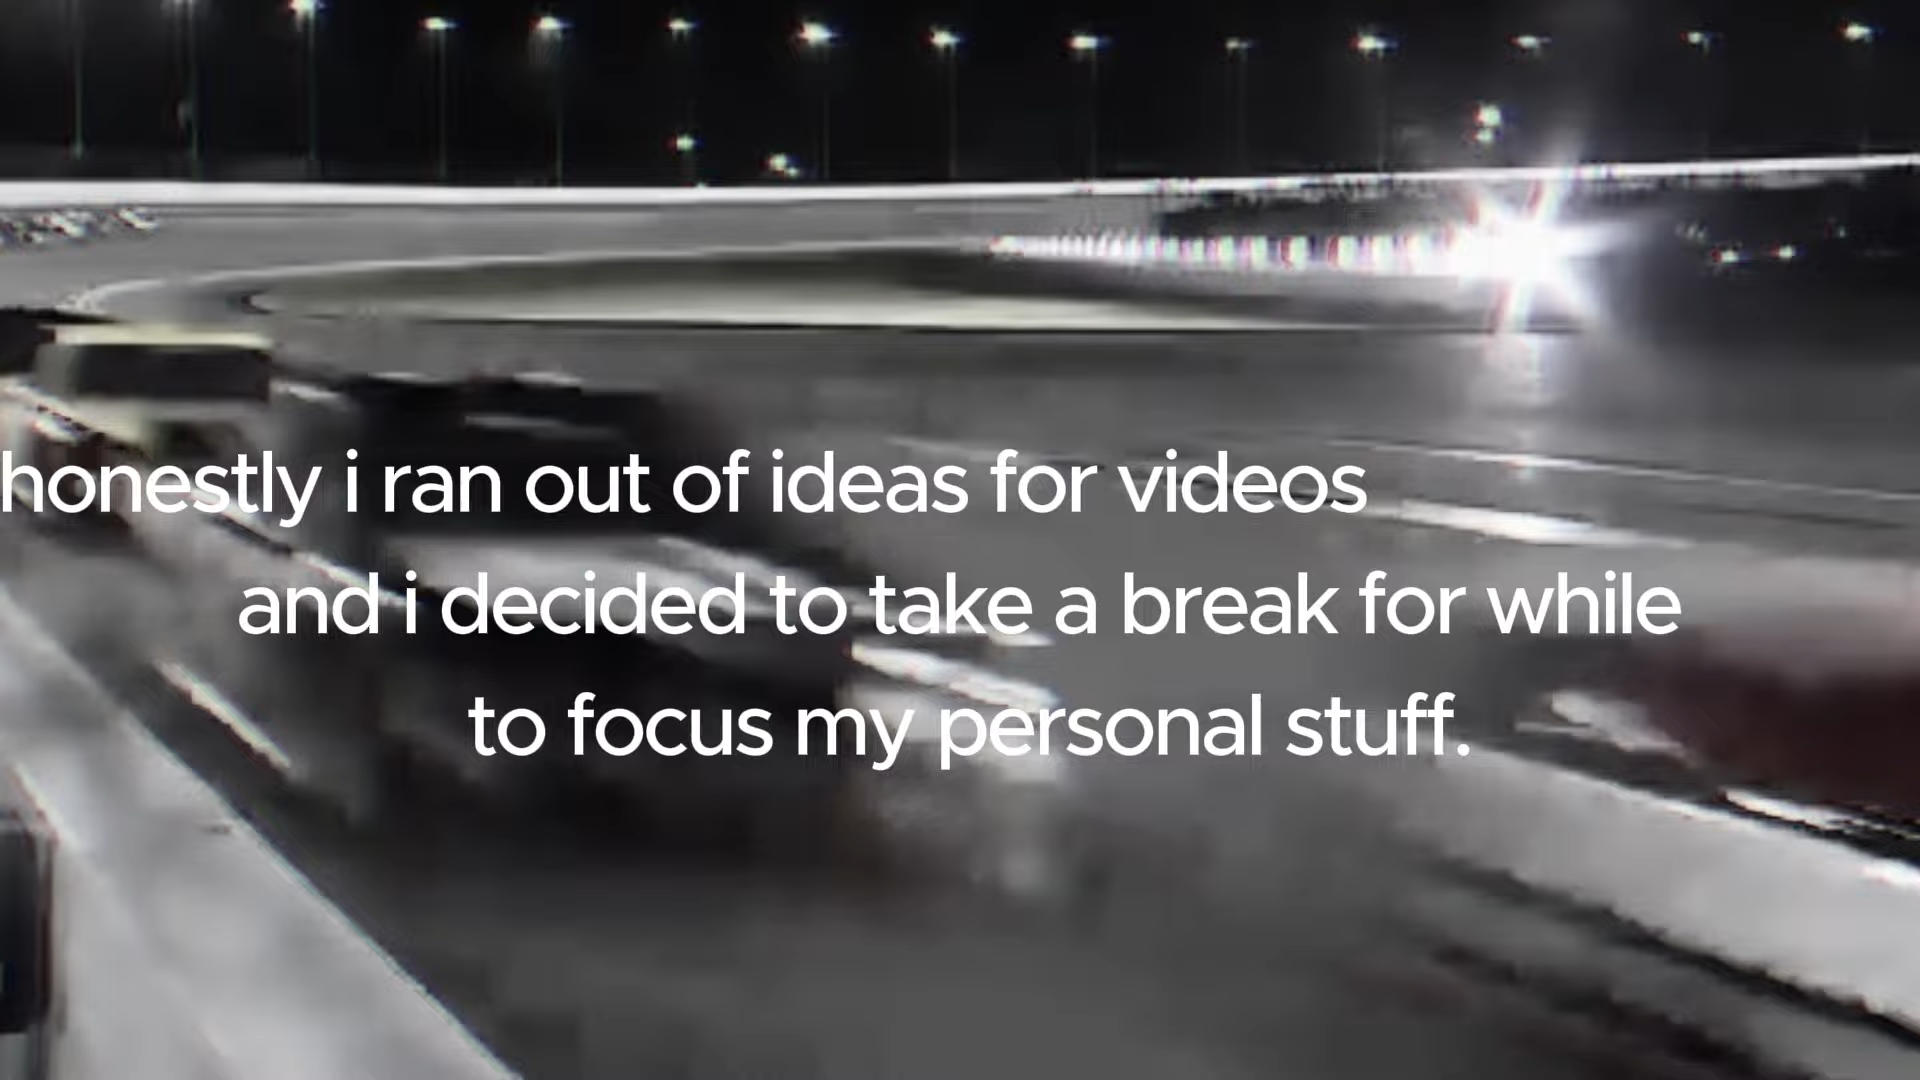 honestly i ran out of ideas for videos
and i decided to take a break for while
to focus my personal stuff.